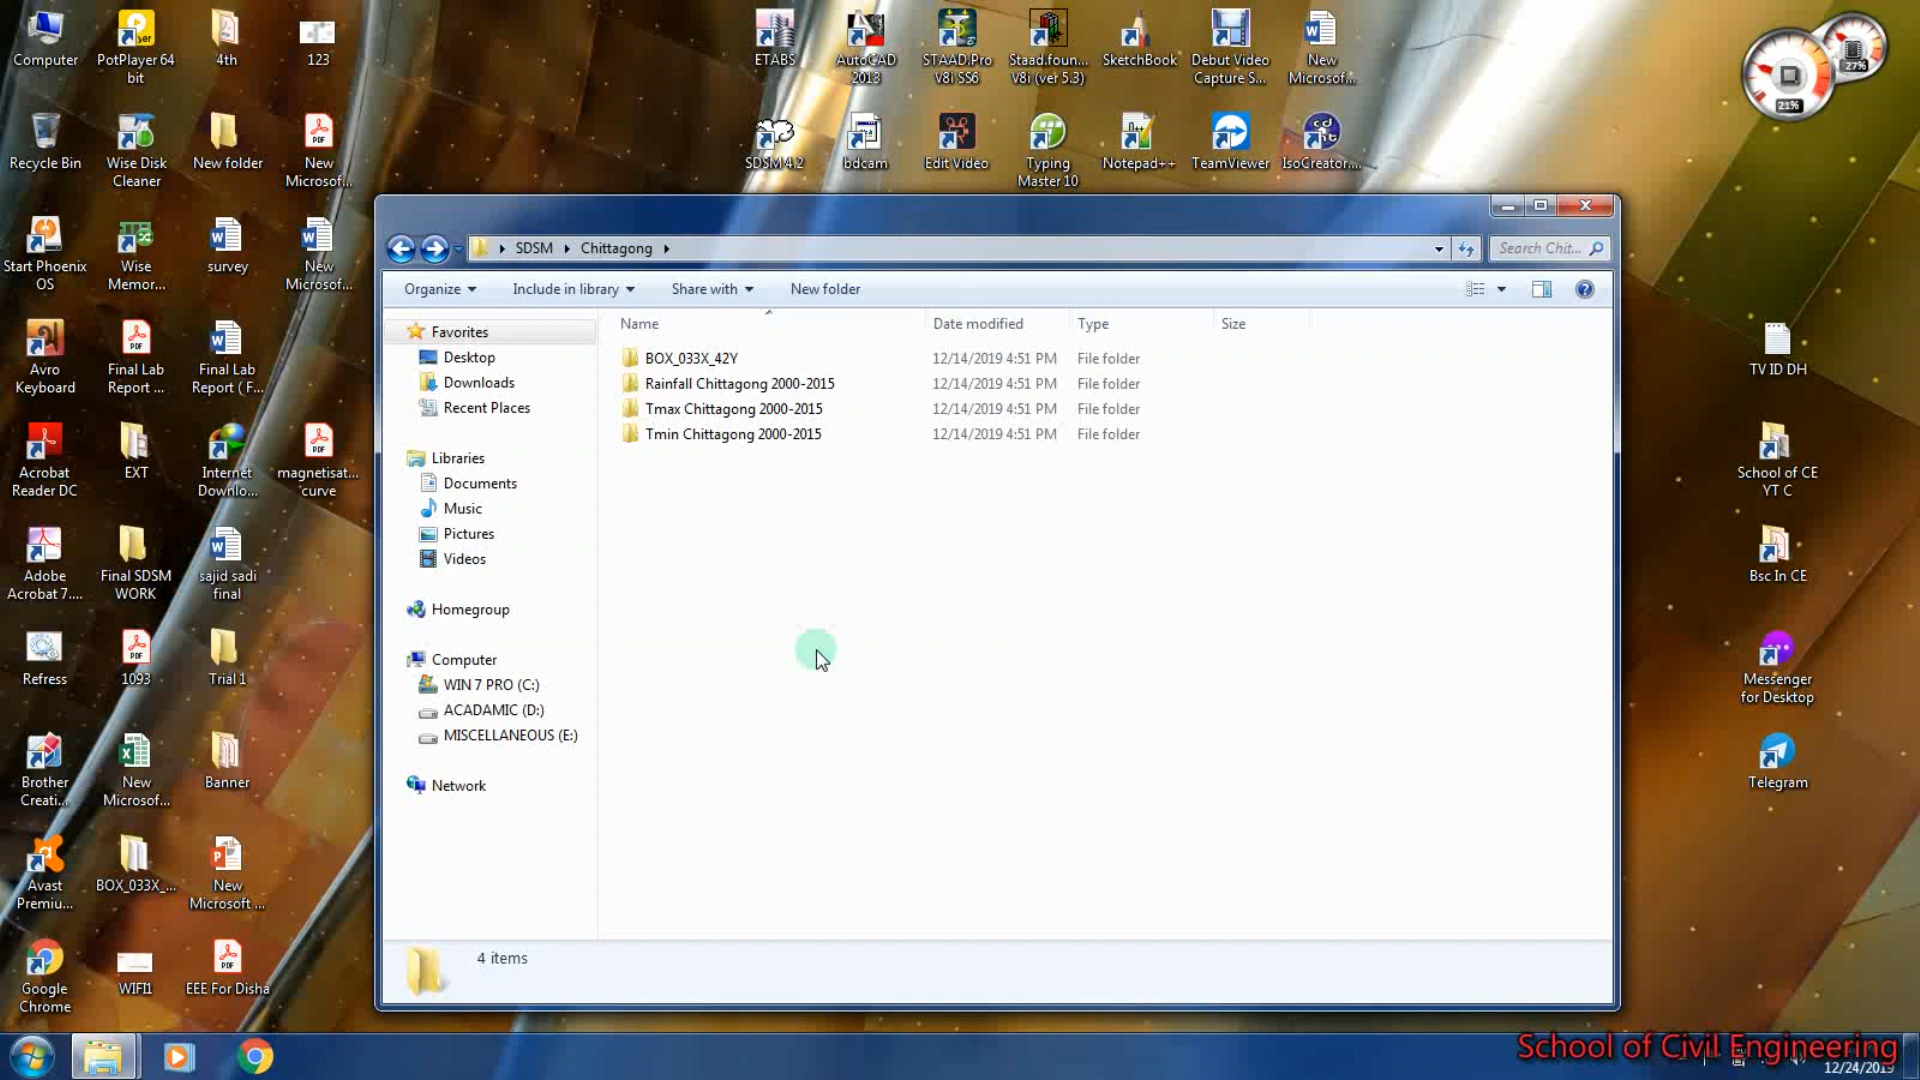 Computer
PotPlayer 64
bit
4th
123
ETABS
AutoCAD
2013
STAAD.Pro
V8i SS6
Staad.foun...
V8i (ver 5.3)
SketchBook
Debut Video
Capture S...
New
Microsof...
27%
21%
Recycle Bin
Wise Disk
Cleaner
New folder
New
Microsof...
SDSM 4.2
bdcam
Edit Video
Typing
Master 10
Notepad++
TeamViewer
IsoCreator....
Start Phoenix
OS
Wise
Memor...
survey
New
Microsof...
SDSM
Chittagong
Search Chit...
Organize
Include in library
Share with
New folder
Name
Date modified
Type
Size
BOX_033X_42Y
12/14/2019 4:51 PM
File folder
Rainfall Chittagong 2000-2015
12/14/2019 4:51 PM
File folder
Tmax Chittagong 2000-2015
12/14/2019 4:51 PM
File folder
Tmin Chittagong 2000-2015
12/14/2019 4:51 PM
File folder
Favorites
Desktop
Downloads
Recent Places
Libraries
Documents
Music
Pictures
Videos
Homegroup
Computer
WIN 7 PRO (C:)
ACADAMIC (D:)
MISCELLANEOUS (E:)
Network
4 items
Avro
Keyboard
Final Lab
Report ...
Final Lab
Report ( F...
Acrobat
Reader DC
EXT
Internet
Downlo...
magnetisat...
curve
Adobe
Acrobat 7....
Final SDSM
WORK
sajid sadi
final
Refress
1093
Trial 1
Brother
Creati...
New
Microsof...
Banner
Avast
Premiu...
BOX_033X_...
New
Microsoft ...
Google
Chrome
WIFI1
EEE For Disha
TV ID DH
School of CE
YT C
Bsc In CE
Messenger
for Desktop
Telegram
School of Civil Engineering
12/24/2019